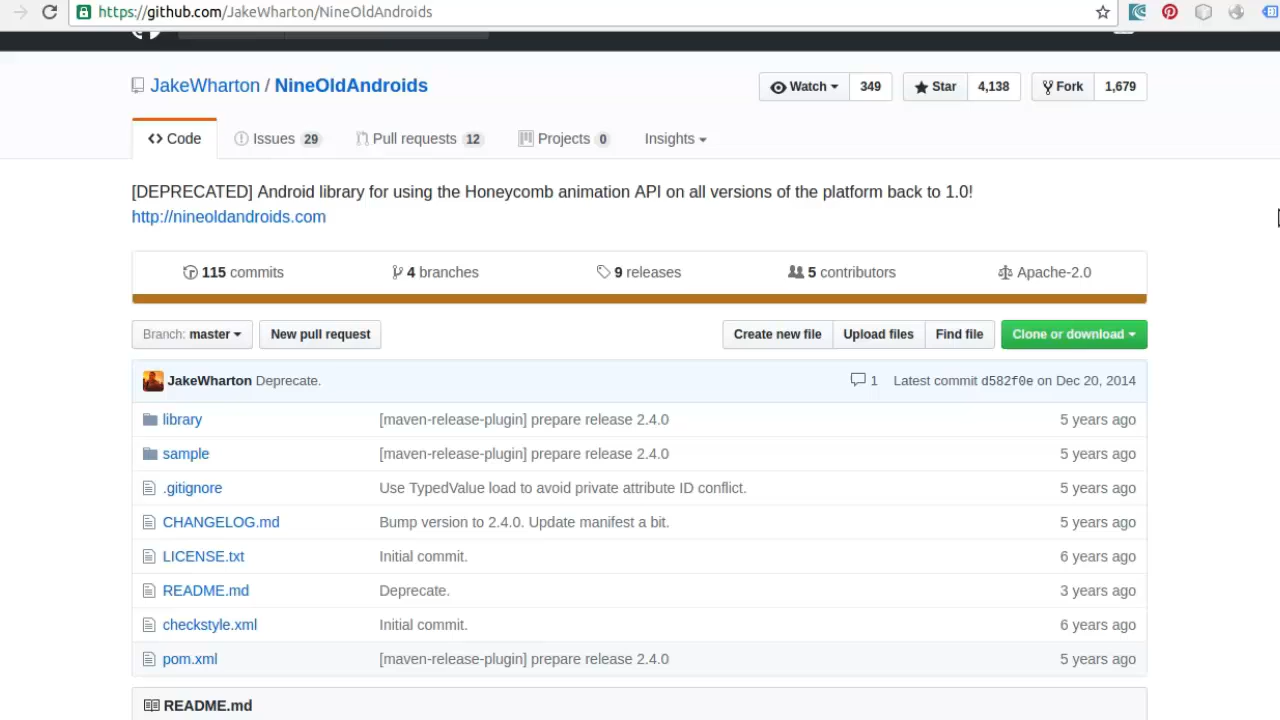 https://github.com/JakeWharton/NineOldAndroids
JakeWharton / NineOldAndroids
Watch 349 Star 4,138 Fork 1,679
Code Issues 29 Pull requests 12 Projects 0 Insights
[DEPRECATED] Android library for using the Honeycomb animation API on all versions of the platform back to 1.0!
http://nineoldandroids.com
115 commits 4 branches 9 releases 5 contributors Apache-2.0
Branch: master New pull request Create new file Upload files Find file Clone or download
JakeWharton Deprecate. 1 Latest commit d582f0e on Dec 20, 2014
library [maven-release-plugin] prepare release 2.4.0 5 years ago
sample [maven-release-plugin] prepare release 2.4.0 5 years ago
.gitignore Use TypedValue load to avoid private attribute ID conflict. 5 years ago
CHANGELOG.md Bump version to 2.4.0. Update manifest a bit. 5 years ago
LICENSE.txt Initial commit. 6 years ago
README.md Deprecate. 3 years ago
checkstyle.xml Initial commit. 6 years ago
pom.xml [maven-release-plugin] prepare release 2.4.0 5 years ago
README.md